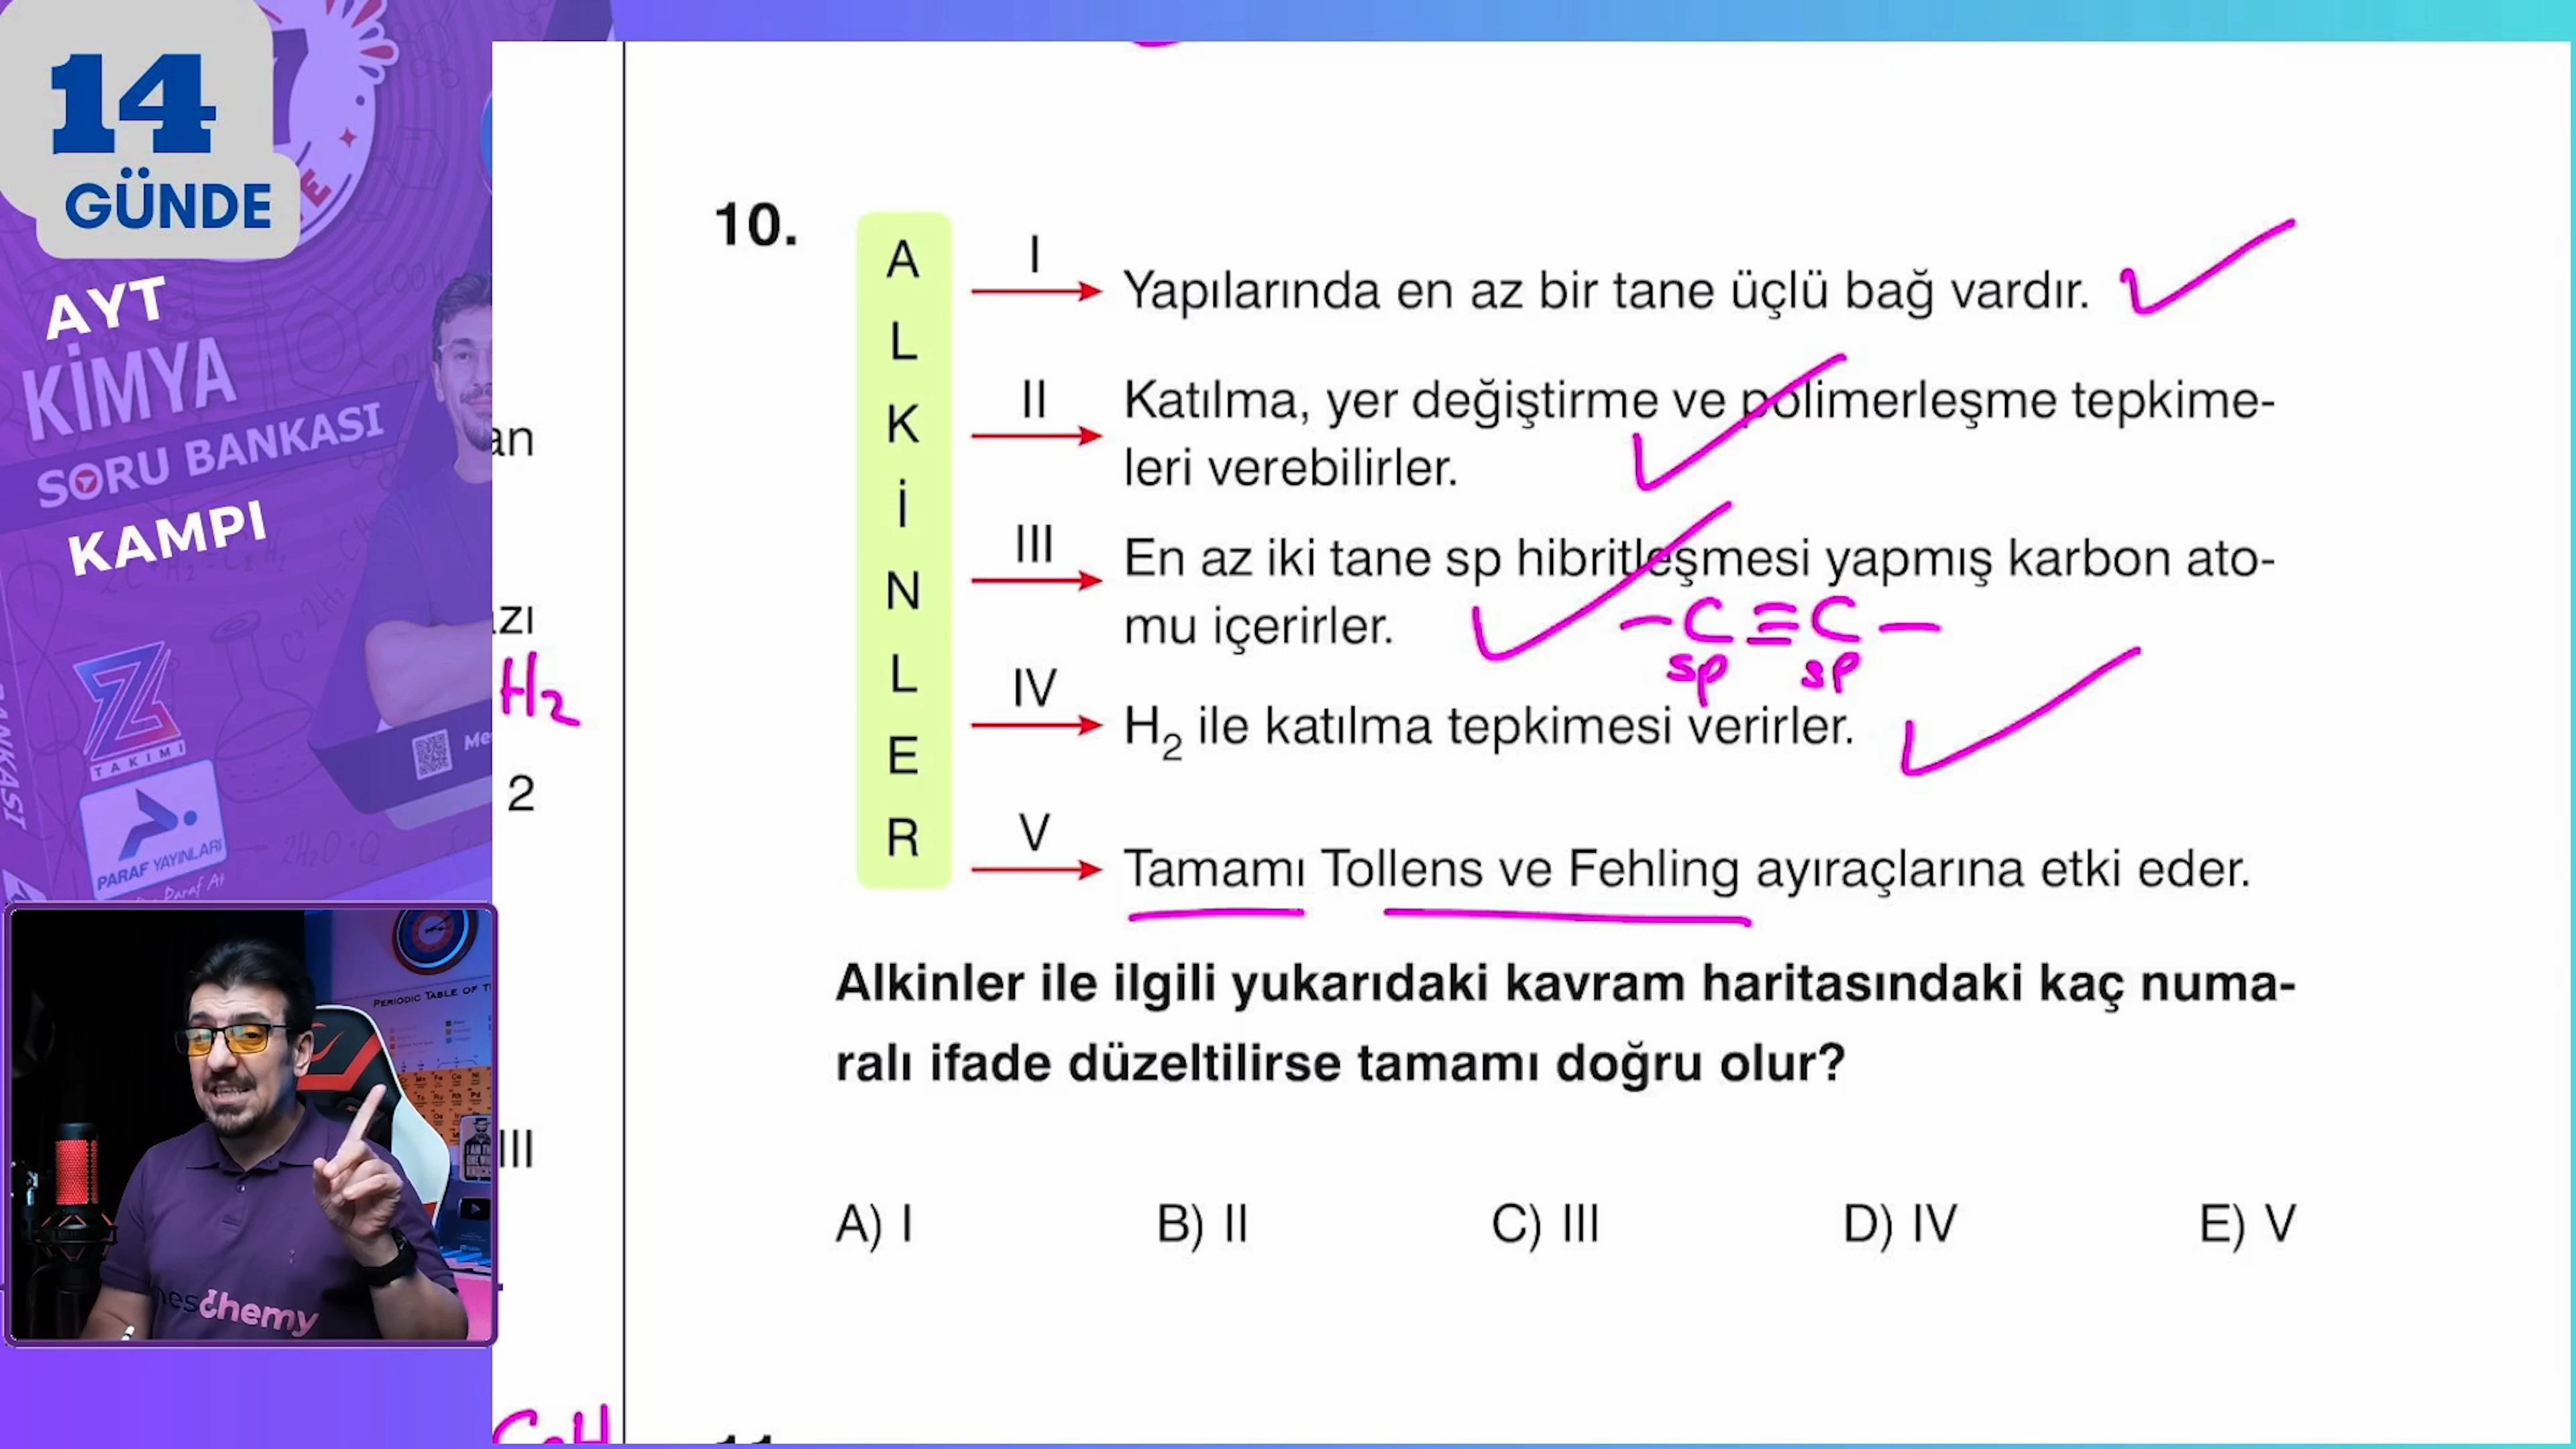 14
GÜNDE
AYT
KİMYA
SORU BANKASI
KAMPI
Z
TAKIMI
PARAF YAYINLARI
an
zı
H2
2
III
PERIODIC TABLE OF T
eschemy
10.
A
L
K
İ
N
L
E
R
I
Yapılarında en az bir tane üçlü bağ vardır.
II
Katılma, yer değiştirme ve polimerleşme tepkime-
leri verebilirler.
III
En az iki tane sp hibritleşmesi yapmış karbon ato-
mu içerirler.
-C≡C-
sp sp
IV
H2 ile katılma tepkimesi verirler.
V
Tamamı Tollens ve Fehling ayıraçlarına etki eder.
Alkinler ile ilgili yukarıdaki kavram haritasındaki kaç numa-
ralı ifade düzeltilirse tamamı doğru olur?
A) I B) II C) III D) IV E) V